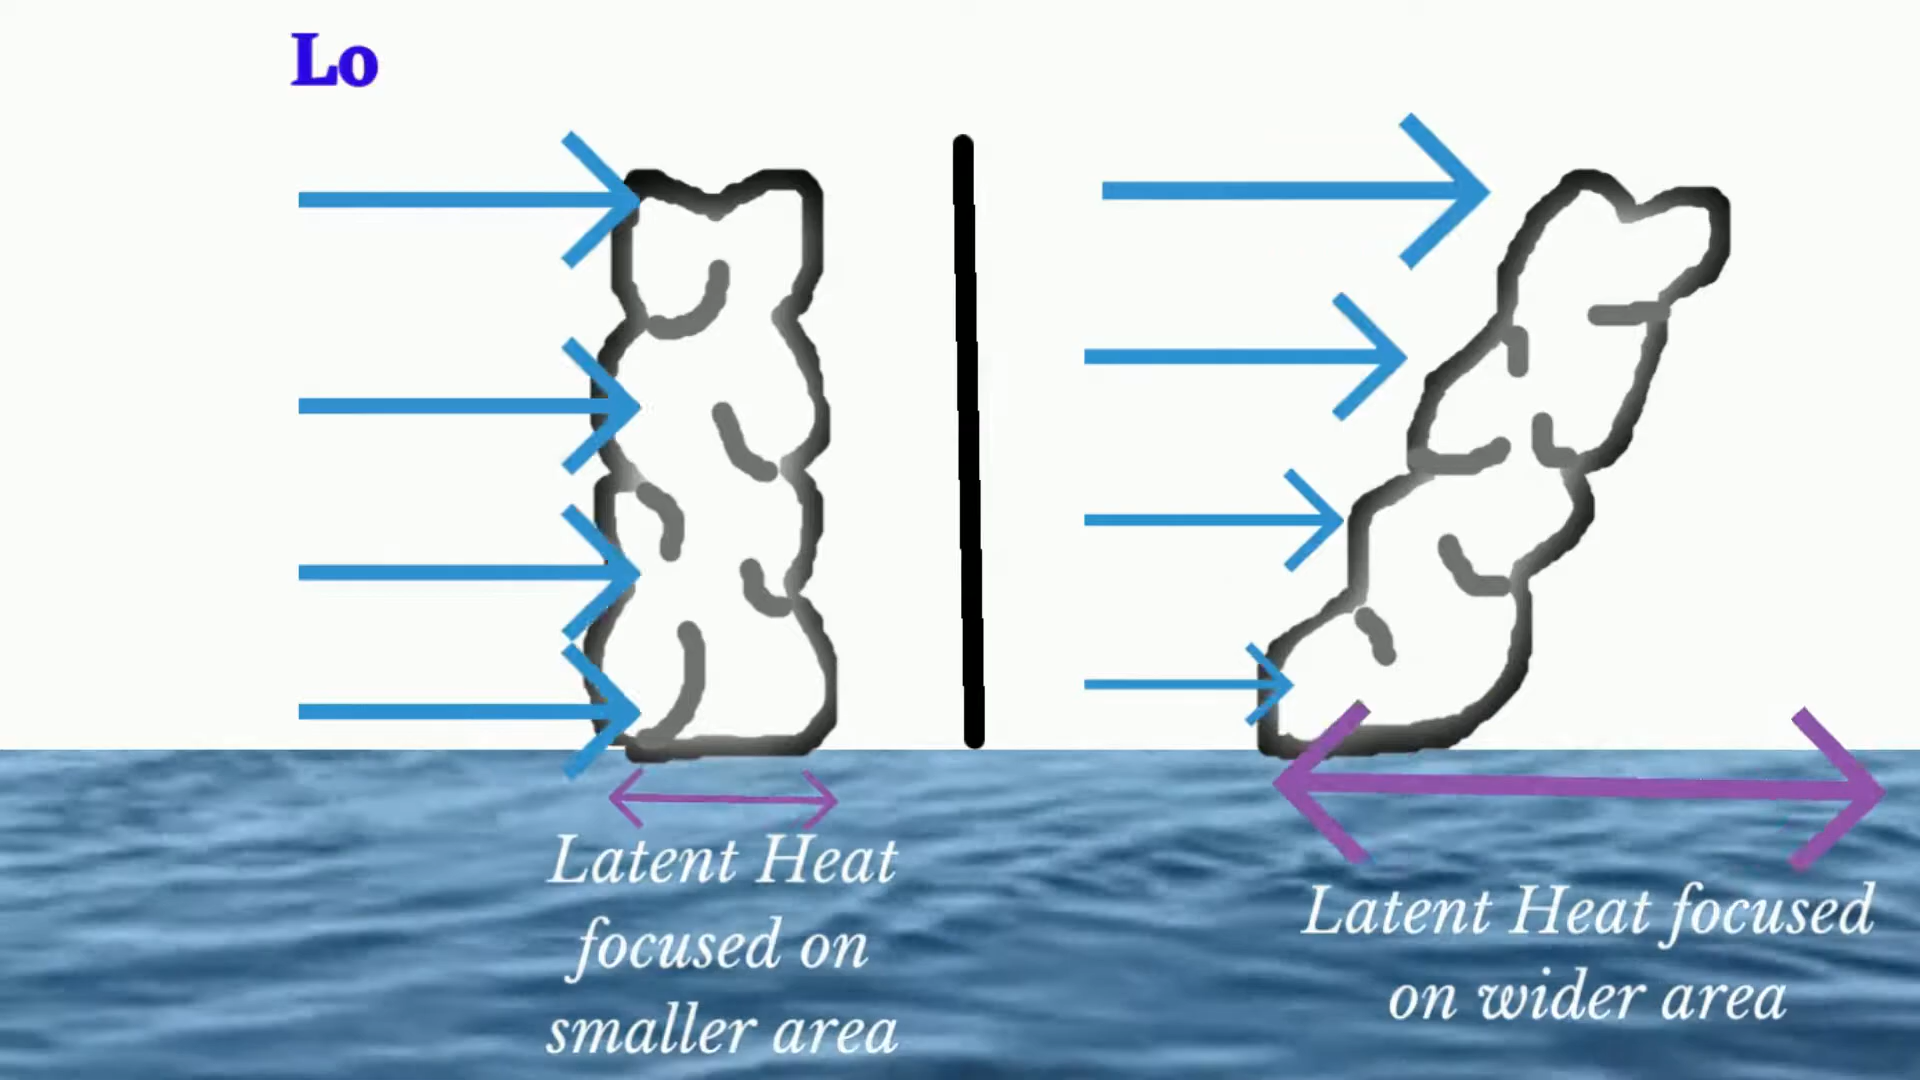 Lo
Latent Heat
focused on
smaller area
Latent Heat focused
on wider area